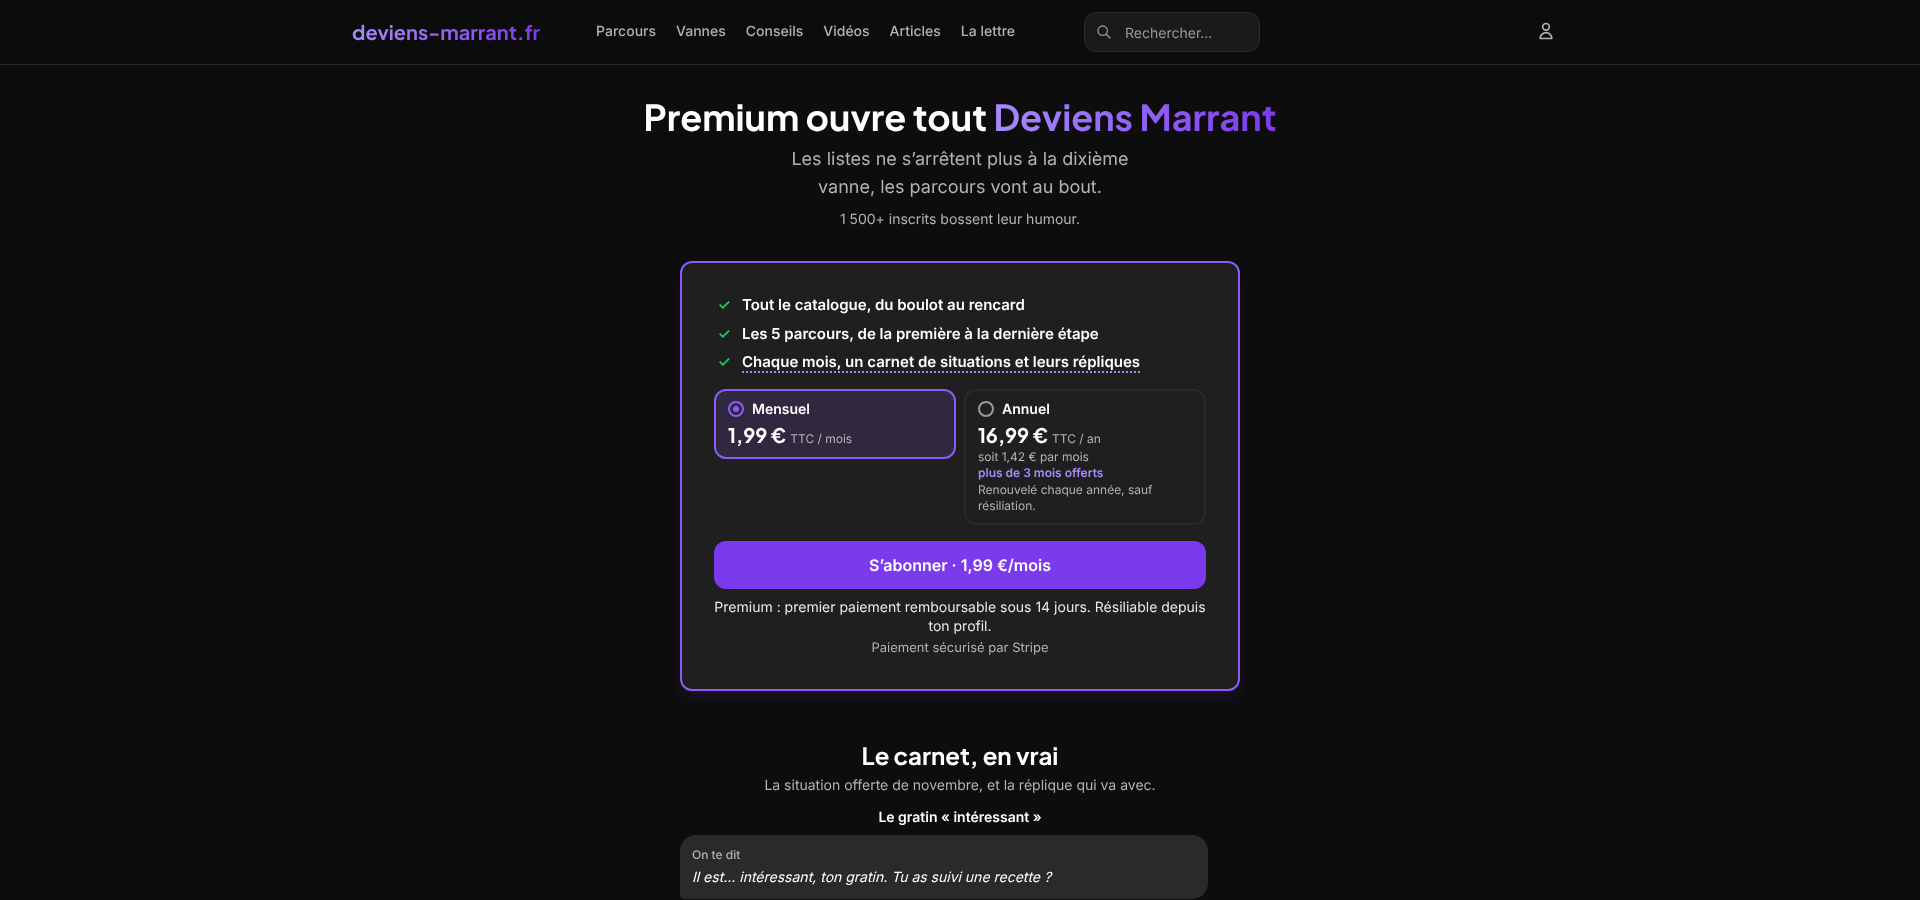 deviens-marrant.fr
Parcours
Vannes
Conseils
Vidéos
Articles
La lettre
Rechercher...
Premium ouvre tout Deviens Marrant
Les listes ne s’arrêtent plus à la dixième
vanne, les parcours vont au bout.
1 500+ inscrits bossent leur humour.
Tout le catalogue, du boulot au rencard
Les 5 parcours, de la première à la dernière étape
Chaque mois, un carnet de situations et leurs répliques
Mensuel
1,99 € TTC / mois
Annuel
16,99 € TTC / an
soit 1,42 € par mois
plus de 3 mois offerts
Renouvelé chaque année, sauf
résiliation.
S’abonner · 1,99 €/mois
Premium : premier paiement remboursable sous 14 jours. Résiliable depuis
ton profil.
Paiement sécurisé par Stripe
Le carnet, en vrai
La situation offerte de novembre, et la réplique qui va avec.
Le gratin « intéressant »
On te dit
Il est… intéressant, ton gratin. Tu as suivi une recette ?